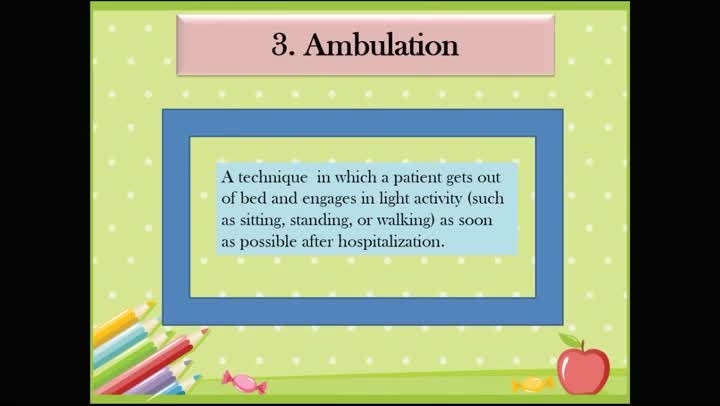 3. Ambulation
A technique in which a patient gets out
of bed and engages in light activity (such
as sitting, standing, or walking) as soon
as possible after hospitalization.